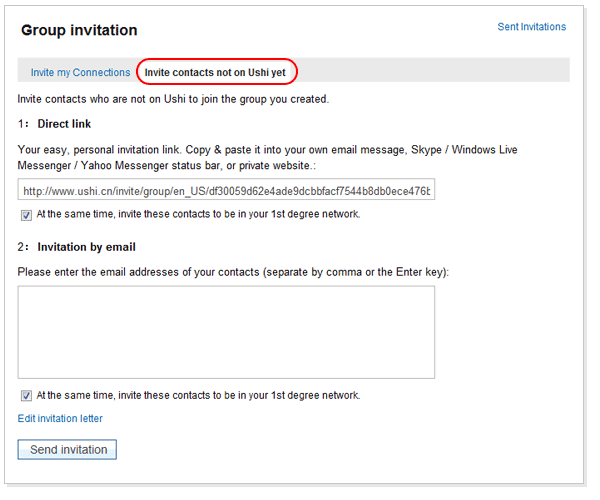 Group invitation
Sent Invitations
Invite my Connections
Invite contacts not on Ushi yet
Invite contacts who are not on Ushi to join the group you created.
1: Direct link
Your easy, personal invitation link. Copy & paste it into your own email message, Skype / Windows Live
Messenger / Yahoo Messenger status bar, or private website.:
http://www.ushi.cn/invite/group/en_US/df30059d62e4ade9dcbbfacf7544b8db0ece476b
At the same time, invite these contacts to be in your 1st degree network.
2: Invitation by email
Please enter the email addresses of your contacts (separate by comma or the Enter key):
At the same time, invite these contacts to be in your 1st degree network.
Edit invitation letter
Send invitation